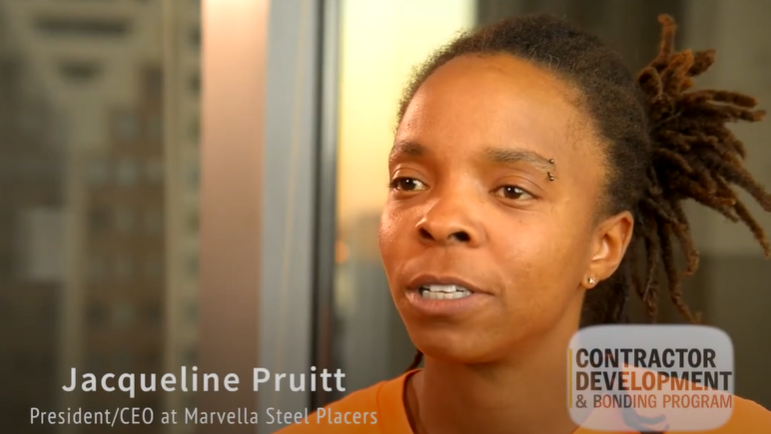 Jacqueline Pruitt
President/CEO at Marvella Steel Placers
CONTRACTOR
DEVELOPMENT
& BONDING PROGRAM